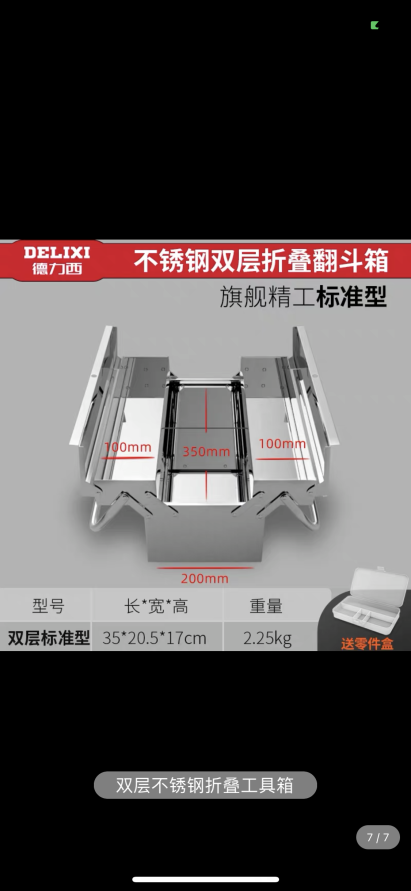 DELIXI
德力西
不锈钢双层折叠翻斗箱
旗舰精工标准型
100mm
350mm
100mm
200mm
型号 长*宽*高 重量
双层标准型 35*20.5*17cm 2.25kg
送零件盒
双层不锈钢折叠工具箱
7 / 7